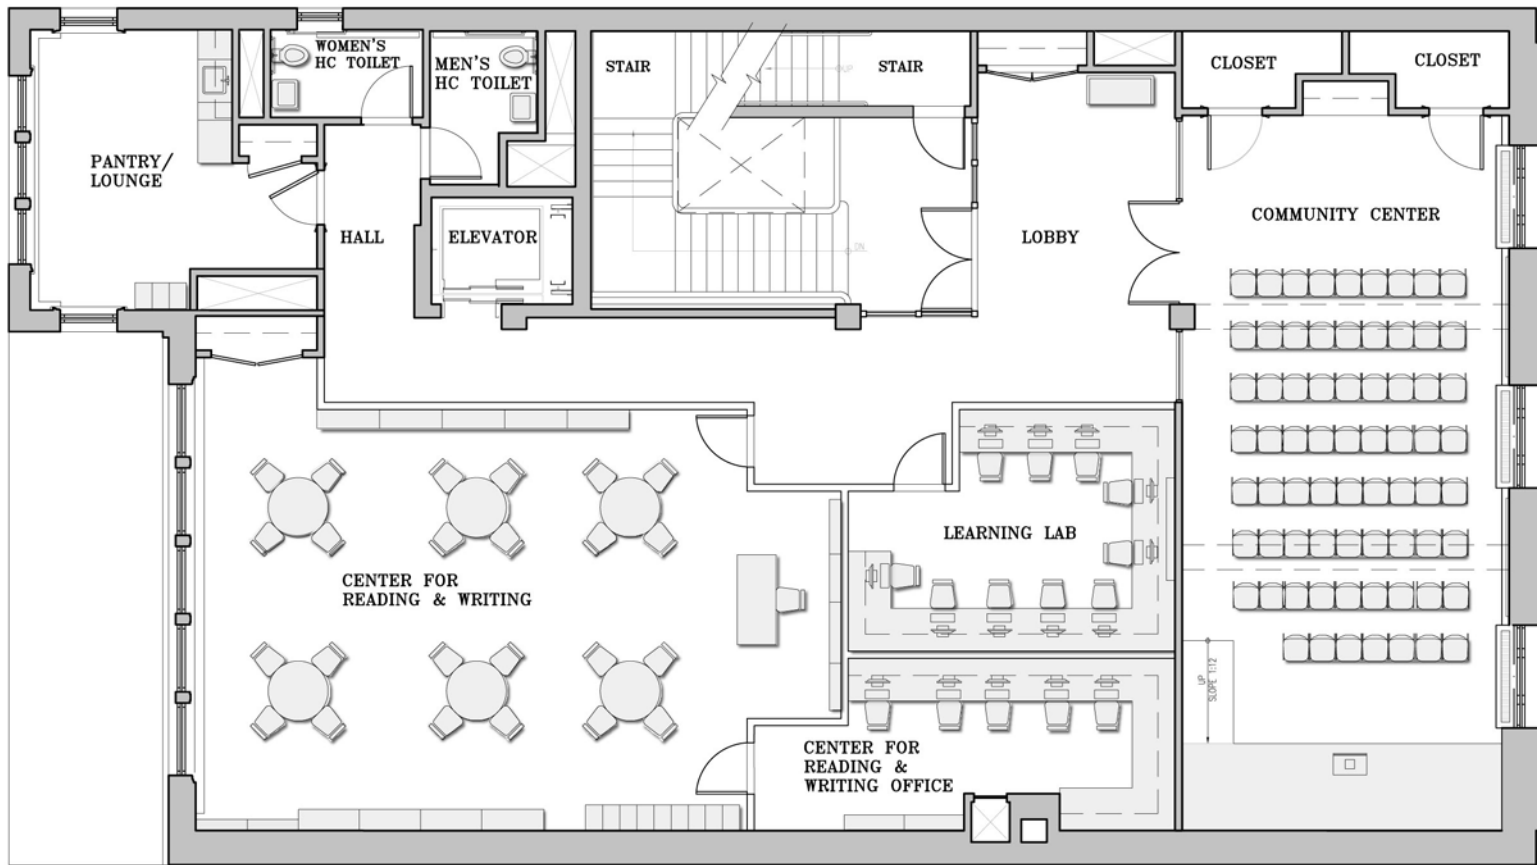 WOMEN'S
HC TOILET
MEN'S
HC TOILET
STAIR
UP
STAIR
CLOSET
CLOSET
PANTRY/
LOUNGE
HALL
ELEVATOR
DN
LOBBY
COMMUNITY CENTER
LEARNING LAB
CENTER FOR
READING & WRITING
UP
SLOPE 1:12
CENTER FOR
READING &
WRITING OFFICE